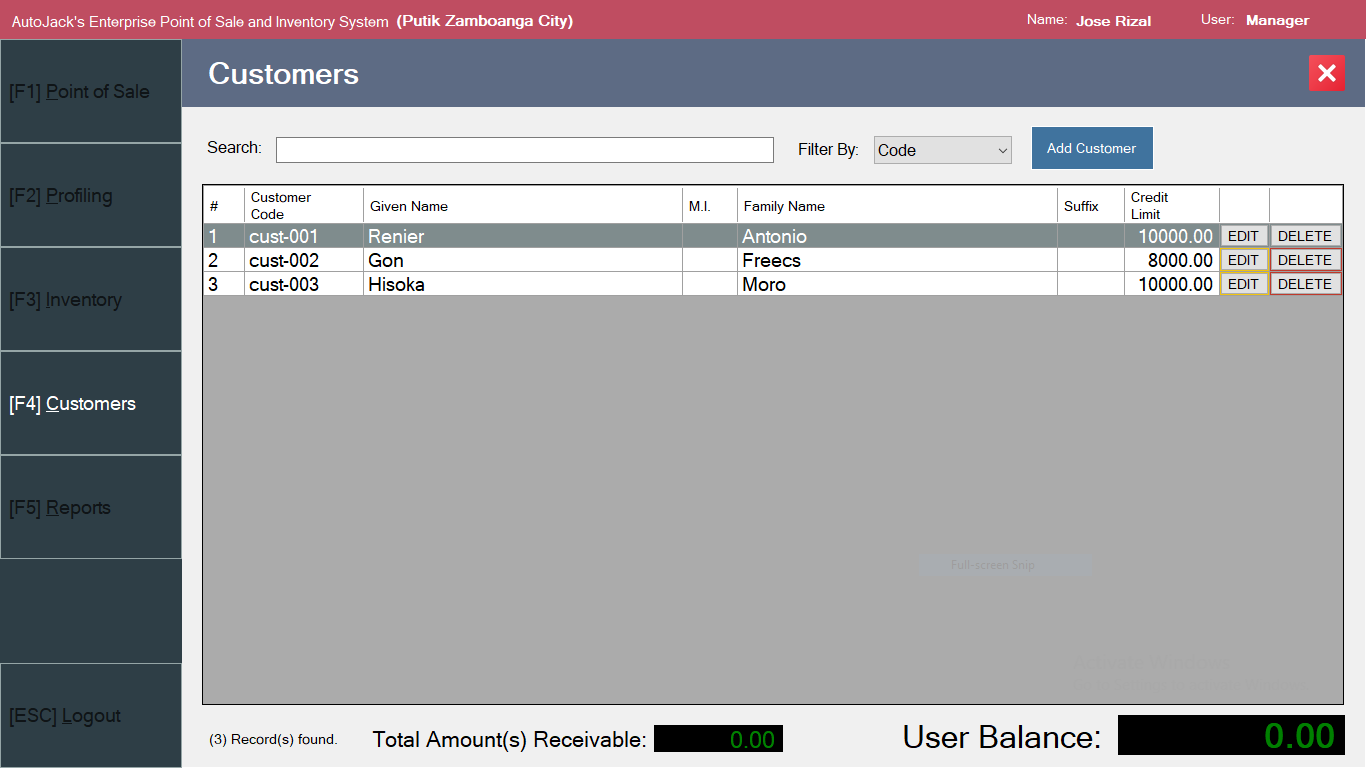 AutoJack's Enterprise Point of Sale and Inventory System (Putik Zamboanga City) Name: Jose Rizal User: Manager
[F1] Point of Sale
[F2] Profiling
[F3] Inventory
[F4] Customers
[F5] Reports
[ESC] Logout
Customers
Search: Filter By: Code Add Customer
# Customer Code Given Name M.I. Family Name Suffix Credit Limit
1 cust-001 Renier Antonio 10000.00 EDIT DELETE
2 cust-002 Gon Freecs 8000.00 EDIT DELETE
3 cust-003 Hisoka Moro 10000.00 EDIT DELETE
Full-screen Snip
Activate Windows
(3) Record(s) found. Total Amount(s) Receivable: 0.00 User Balance: 0.00